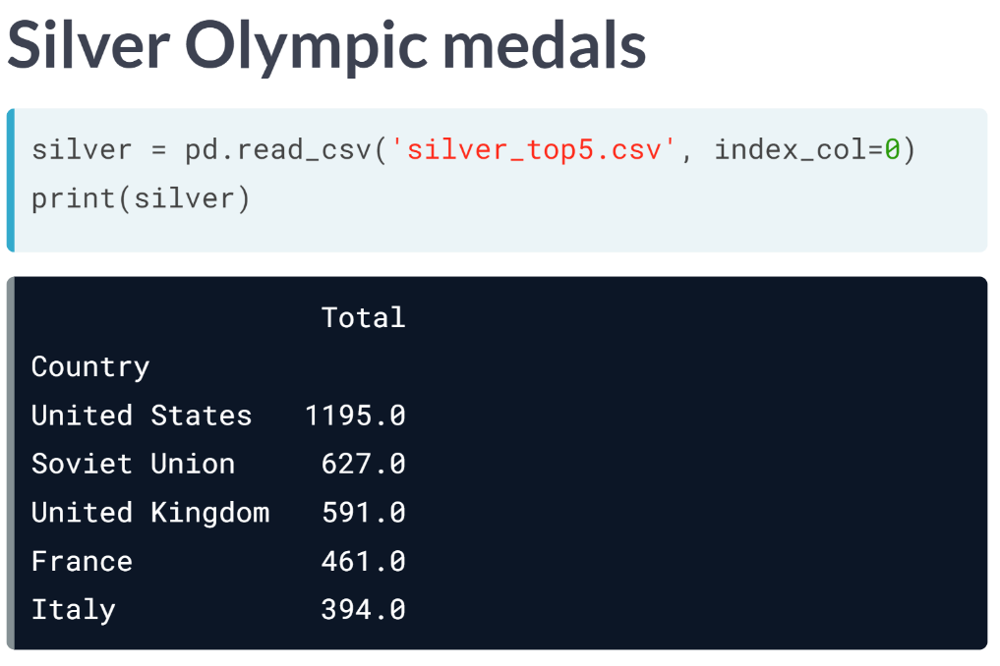 Silver Olympic medals
silver = pd.read_csv('silver_top5.csv', index_col=0)
print(silver)
Total
Country
United States 1195.0
Soviet Union 627.0
United Kingdom 591.0
France 461.0
Italy 394.0